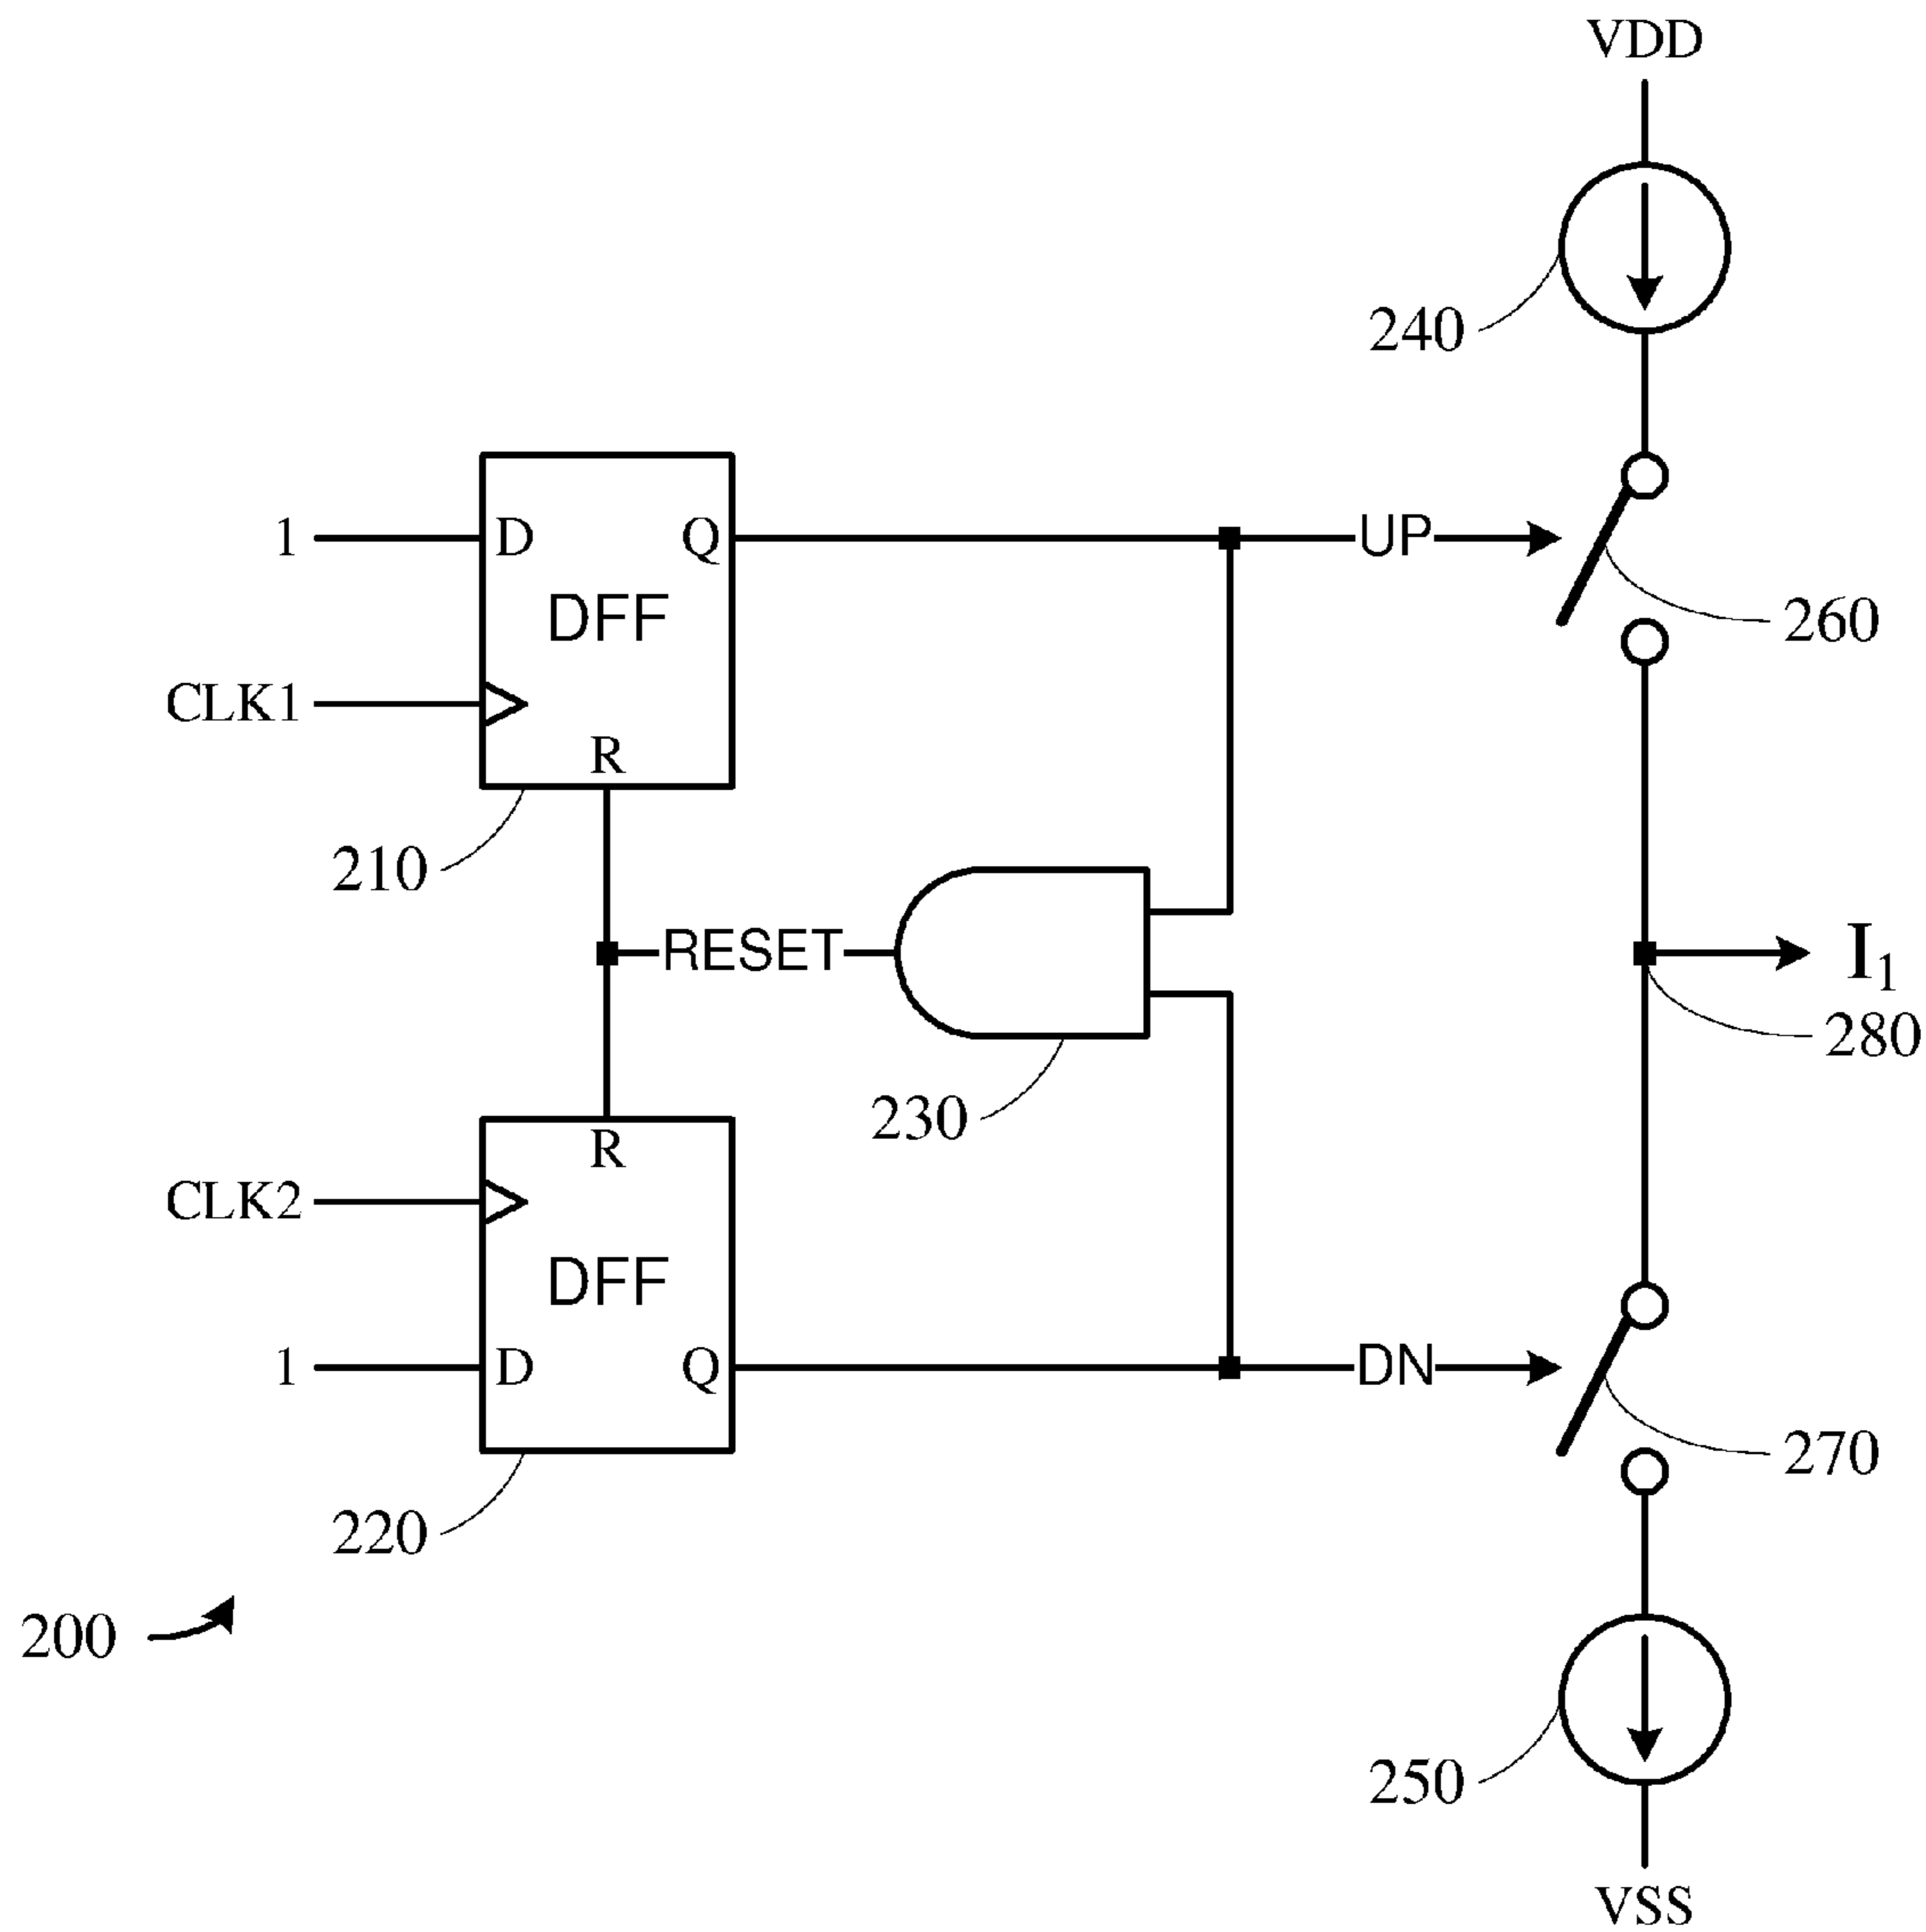 VDD
240
1
D
Q
UP
DFF
260
CLK1
R
210
RESET
I1
280
230
R
CLK2
DFF
1
D
Q
DN
270
220
200
250
VSS